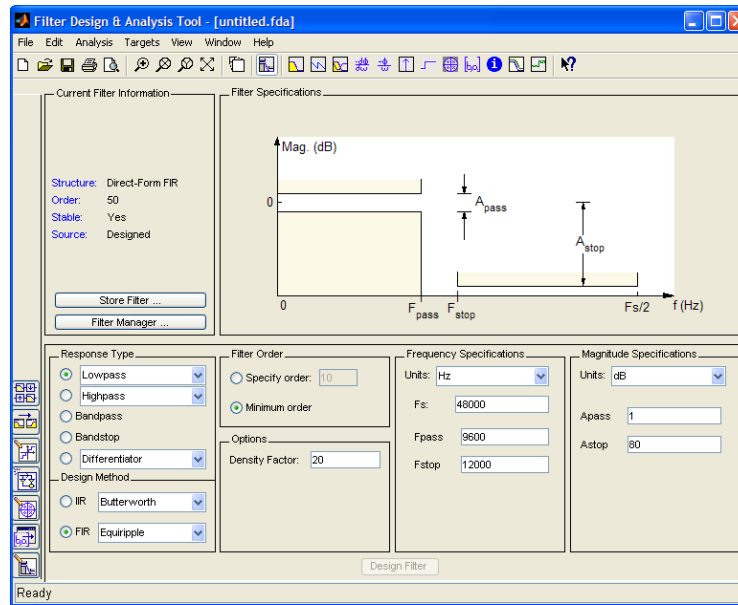 Filter Design & Analysis Tool - [untitled.fda]
File Edit Analysis Targets View Window Help
Current Filter Information
Structure: Direct-Form FIR
Order: 50
Stable: Yes
Source: Designed
Store Filter ...
Filter Manager ...
Filter Specifications
Mag. (dB)
0
Apass
Astop
0
Fpass
Fstop
Fs/2
f (Hz)
Response Type
Lowpass
Highpass
Bandpass
Bandstop
Differentiator
Design Method
IIR Butterworth
FIR Equiripple
Filter Order
Specify order: 10
Minimum order
Options
Density Factor: 20
Frequency Specifications
Units: Hz
Fs: 48000
Fpass 9600
Fstop 12000
Magnitude Specifications
Units: dB
Apass 1
Astop 80
Design Filter
Ready